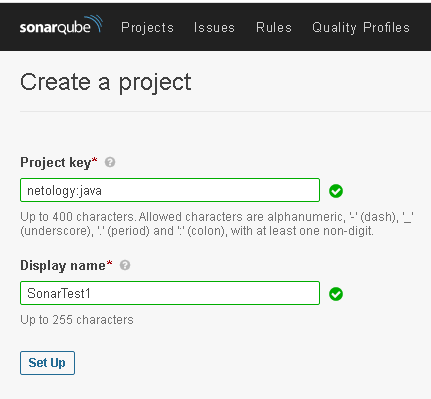 sonarqube Projects Issues Rules Quality Profiles
Create a project
Project key* ?
netology:java
Up to 400 characters. Allowed characters are alphanumeric, '-' (dash), '_'
(underscore), '.' (period) and ':' (colon), with at least one non-digit.
Display name* ?
SonarTest1
Up to 255 characters
Set Up